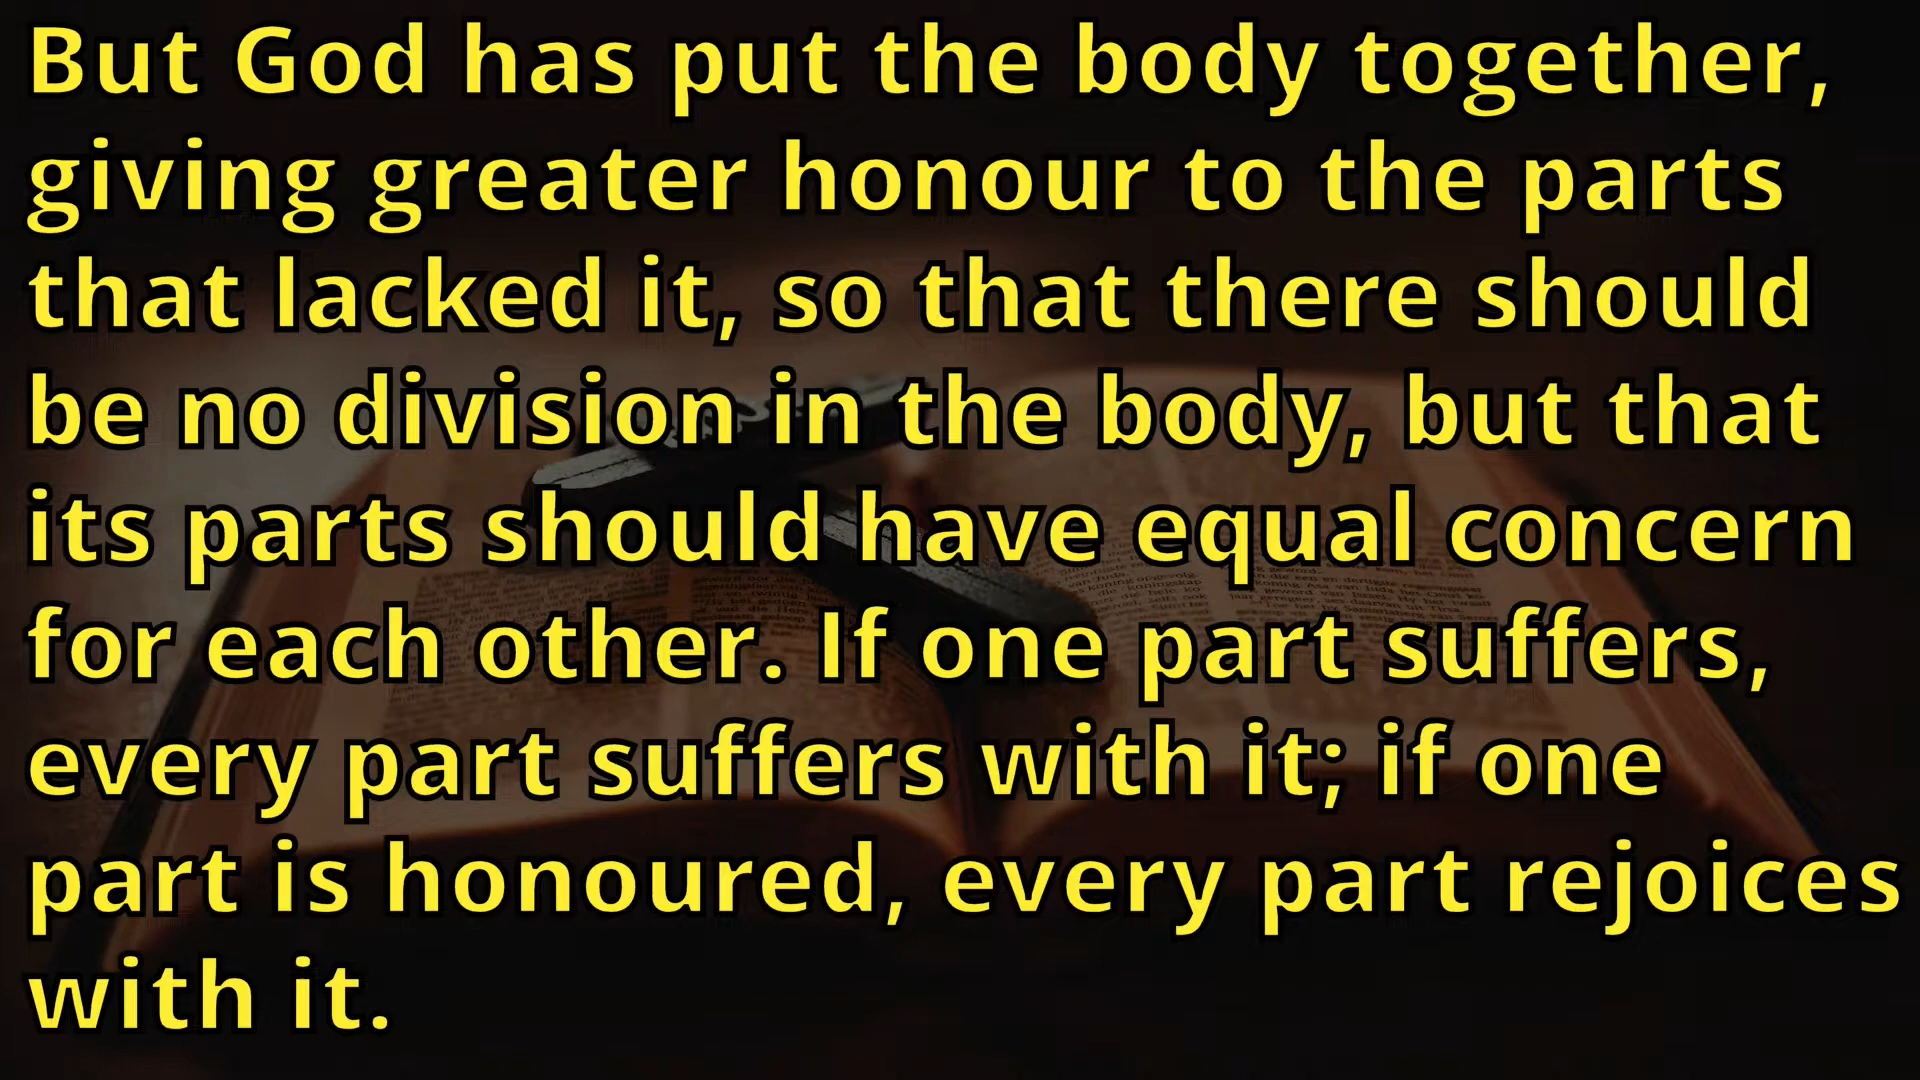 But God has put the body together,
giving greater honour to the parts
that lacked it, so that there should
be no division in the body, but that
its parts should have equal concern
for each other. If one part suffers,
every part suffers with it; if one
part is honoured, every part rejoices
with it.